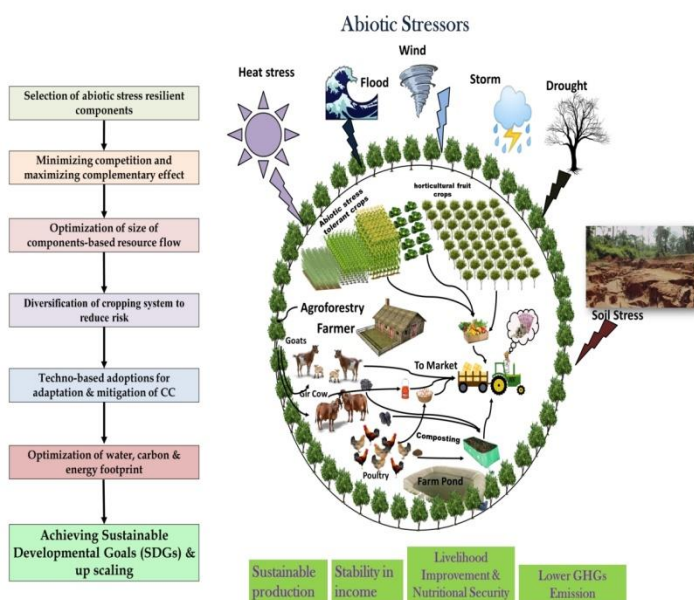 Abiotic Stressors
Wind
Heat stress
Flood
Storm
Drought
Selection of abiotic stress resilient
components
Minimizing competition and
maximizing complementary effect
Optimization of size of
components-based resource flow
Diversification of cropping system to
reduce risk
Techno-based adoptions for
adaptation & mitigation of CC
Optimization of water, carbon &
energy footprint
Achieving Sustainable
Developmental Goals (SDGs) &
up scaling
Abiotic stress
tolerant crops
horticultural fruit
crops
Soil Stress
Agroforestry
Farmer
Goats
To Market
Gir Cow
Composting
Poultry
Farm Pond
Sustainable
production
Stability in
income
Livelihood
Improvement &
Nutritional Security
Lower GHGs
Emission